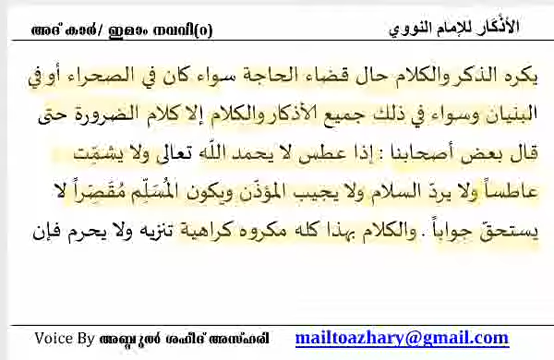 അദ്കാർ/ ഇമാം നവവി(റ)
الأَذْكَار للإمام النووي
يكره الذكر والكلام حال قضاء الحاجة سواء كان في الصحراء أو في
البنيان وسواء في ذلك جميع الأذكار والكلام إلا كلام الضرورة حتى
قال بعض أصحابنا : إذا عطس لا يحمد الله تعالى ولا يشمّت
عاطساً ولا يردّ السلام ولا يجيب المؤذّن ويكون المُسَلِّم مُقَصِّراً لا
يستحقّ جواباً . والكلام بهذا كله مكروه كراهية تنزيه ولا يحرم فإن
Voice By അബ്ദുൽ ശഹീദ് അസ്ഹരി
mailtoazhary@gmail.com